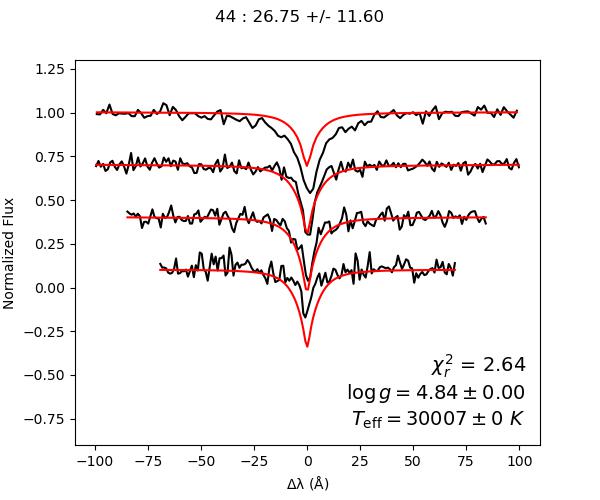 44 : 26.75 +/- 11.60
1.25
1.00
0.75
0.50
0.25
0.00
−0.25
−0.50
−0.75
Normalized Flux
χ²ᵣ = 2.64
log g = 4.84 ± 0.00
T_eff = 30007 ± 0 K
−100 −75 −50 −25 0 25 50 75 100
Δλ (Å)